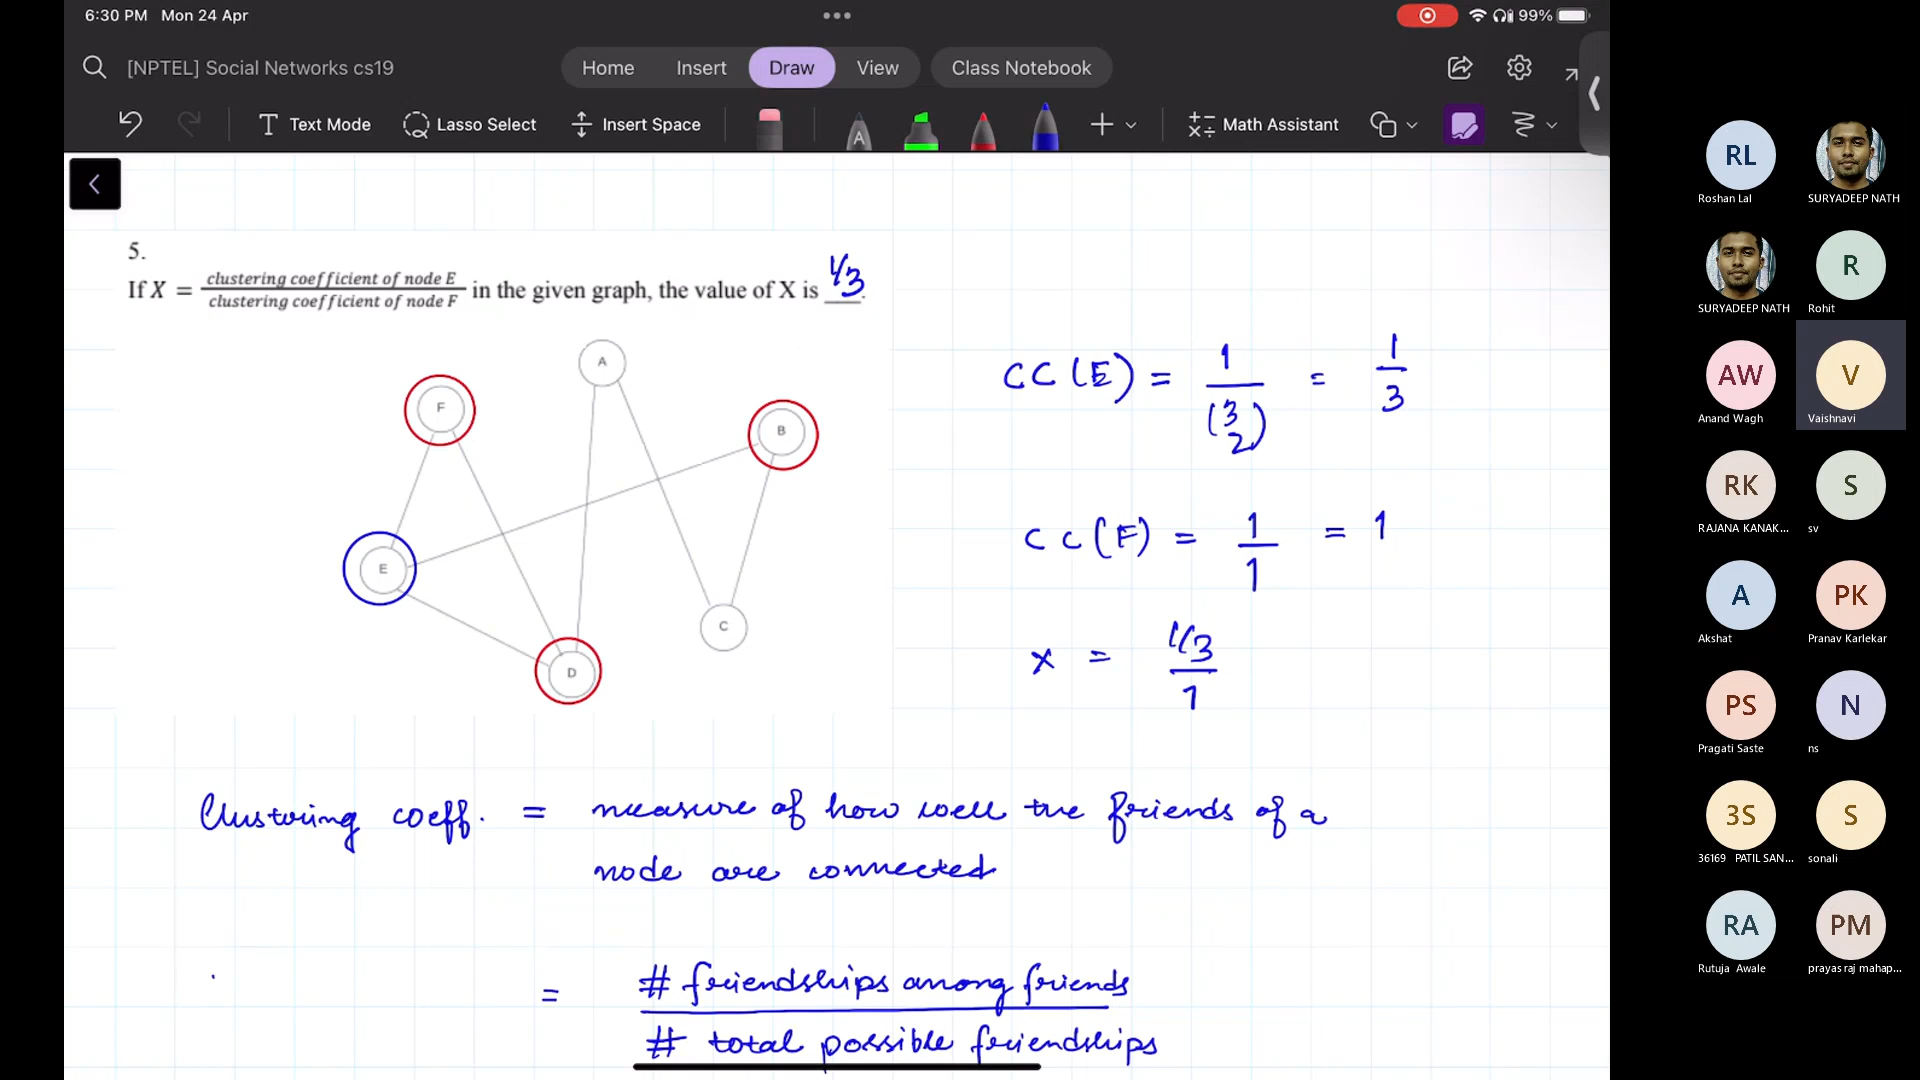 6:30 PM Mon 24 Apr
99%
[NPTEL] Social Networks cs19
Home Insert Draw View Class Notebook
Text Mode Lasso Select Insert Space A Math Assistant
5.
If X = clustering coefficient of node E / clustering coefficient of node F in the given graph, the value of X is 1/3.
A
F
B
E
C
D
CC(E) = 1 / (3 2) = 1/3
CC(F) = 1/1 = 1
x = 1/3 / 1
Clustering coeff. = measure of how well the friends of a
node are connected
= # friendships among friends
# total possible friendships
RL
Roshan Lal
SURYADEEP NATH
SURYADEEP NATH
R
Rohit
AW
Anand Wagh
V
Vaishnavi
RK
RAJANA KANAK...
S
sv
A
Akshat
PK
Pranav Karlekar
PS
Pragati Saste
N
ns
3S
36169 PATIL SAN...
S
sonali
RA
Rutuja Awale
PM
prayas raj mahap...